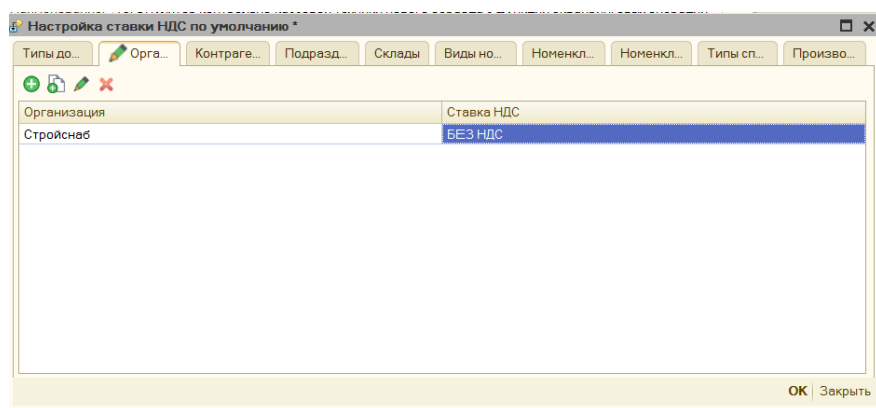 Настройка ставки НДС по умолчанию *
Типы до... Орга... Контраге... Подразд... Склады Виды но... Номенкл... Номенкл... Типы сп... Произво...
Организация Ставка НДС
Стройснаб БЕЗ НДС
OK Закрыть